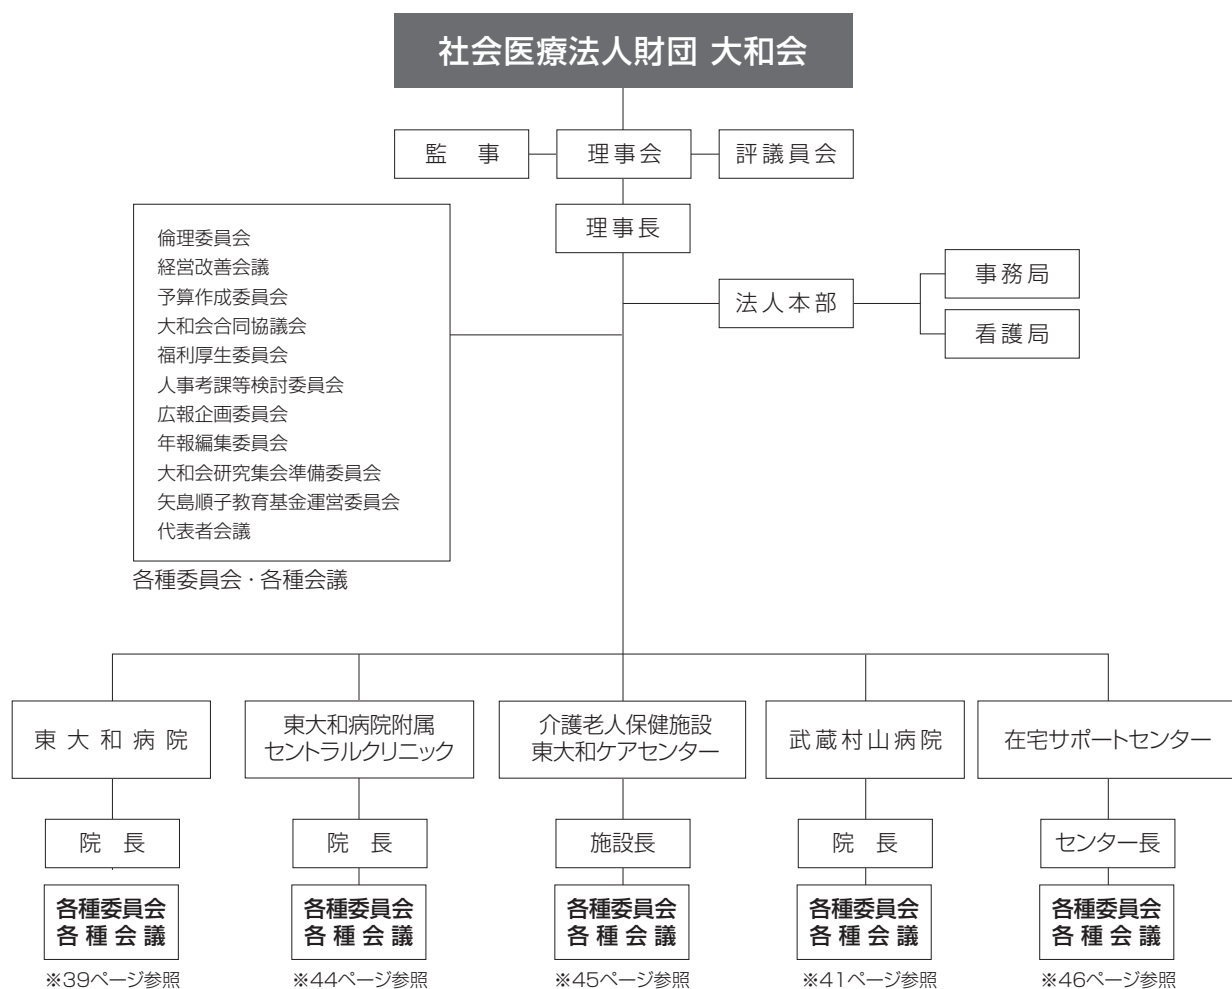 社会医療法人財団 大和会
監 事
理事会
評議員会
理事長
倫理委員会
経営改善会議
予算作成委員会
大和会合同協議会
福利厚生委員会
人事考課等検討委員会
広報企画委員会
年報編集委員会
大和会研究集会準備委員会
矢島順子教育基金運営委員会
代表者会議
各種委員会・各種会議
法人本部
事務局
看護局
東大和病院
東大和病院附属
セントラルクリニック
介護老人保健施設
東大和ケアセンター
武蔵村山病院
在宅サポートセンター
院 長
院 長
施設長
院 長
センター長
各種委員会
各種会議
各種委員会
各種会議
各種委員会
各種会議
各種委員会
各種会議
各種委員会
各種会議
※39ページ参照
※44ページ参照
※45ページ参照
※41ページ参照
※46ページ参照